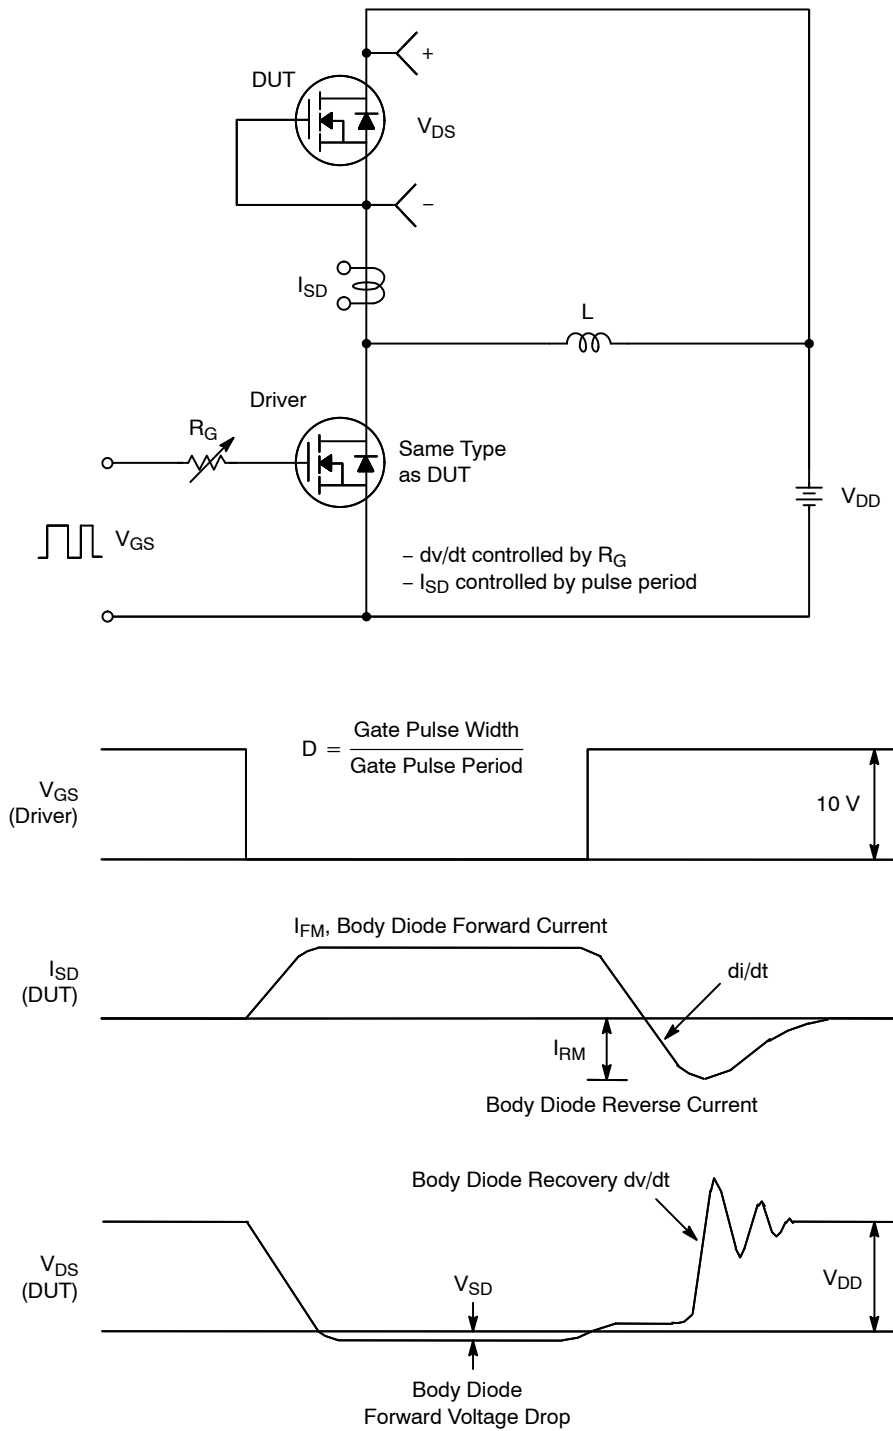 +
DUT
V_DS
−
I_SD
L
Driver
R_G
Same Type
as DUT
V_DD
V_GS
– dv/dt controlled by R_G
– I_SD controlled by pulse period
D = Gate Pulse Width
Gate Pulse Period
V_GS
(Driver)
10 V
I_FM, Body Diode Forward Current
I_SD
(DUT)
di/dt
I_RM
Body Diode Reverse Current
Body Diode Recovery dv/dt
V_DS
(DUT)
V_SD
V_DD
Body Diode
Forward Voltage Drop